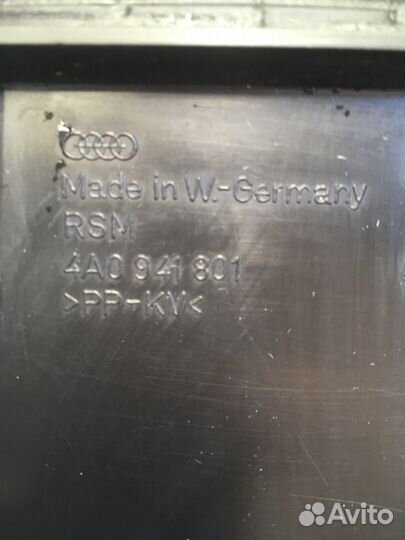 Made in W.-Germany
RSM
4A0 941 801
>PP-KV<
Avito